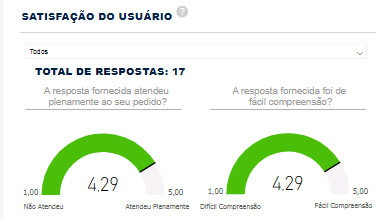 SATISFAÇÃO DO USUÁRIO ?
Todos
TOTAL DE RESPOSTAS: 17
A resposta fornecida atendeu
plenamente ao seu pedido?
1,00
4,29
5,00
Não Atendeu
Atendeu Plenamente
A resposta fornecida foi de
fácil compreensão?
1,00
4,29
5,00
Difícil Compreensão
Fácil Compreensão